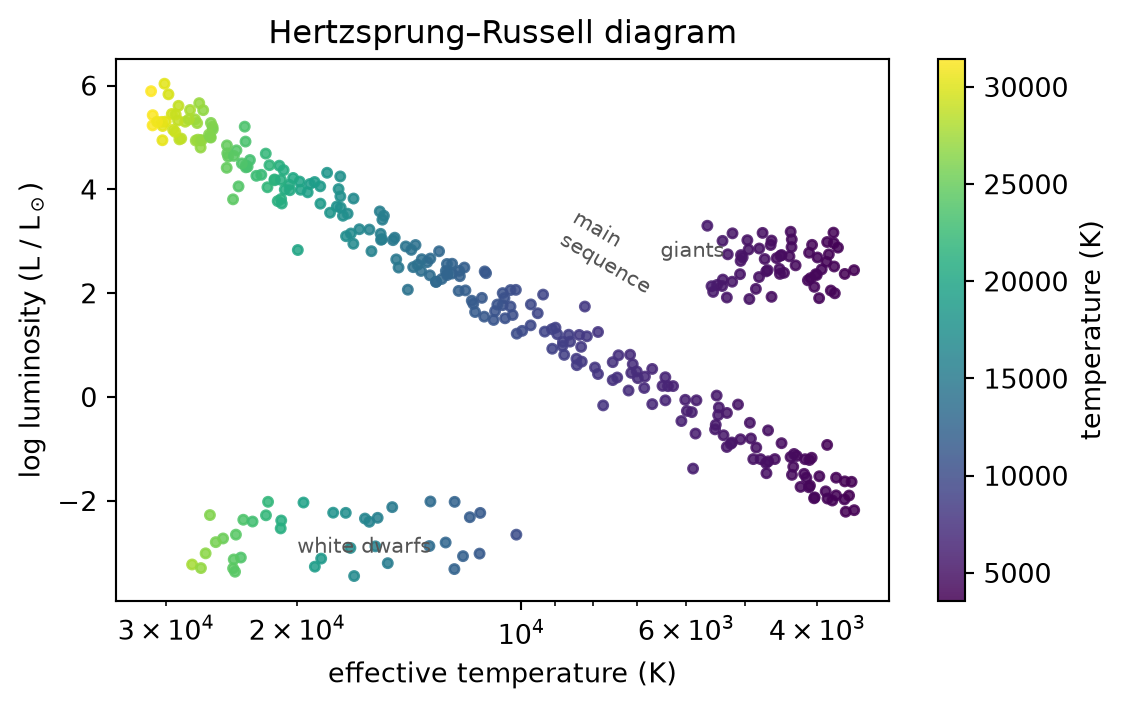 Hertzsprung–Russell diagram
6
4
2
0
−2
log luminosity (L / L☉)
main
sequence
giants
white dwarfs
3 × 10⁴
2 × 10⁴
10⁴
6 × 10³
4 × 10³
effective temperature (K)
30000
25000
20000
15000
10000
5000
temperature (K)